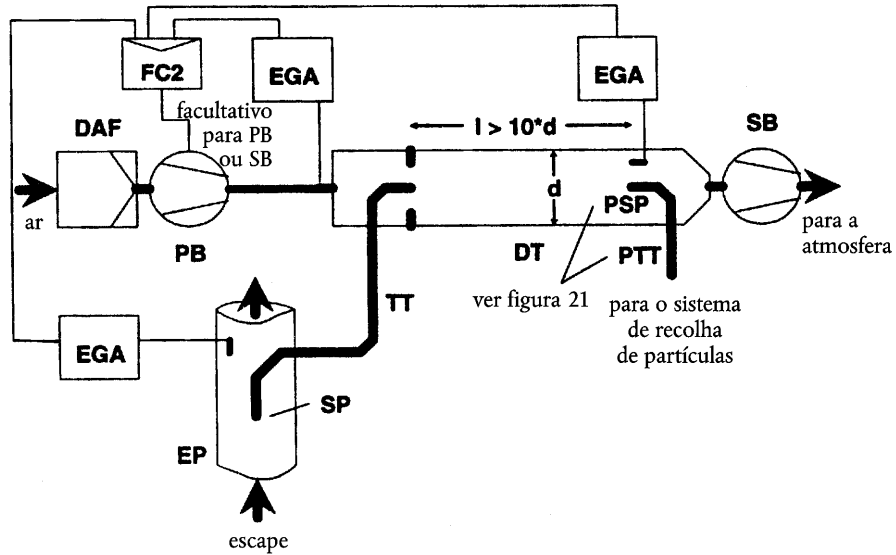 FC2
EGA
EGA
facultativo
para PB
ou SB
DAF
l > 10*d
SB
ar
PB
d
PSP
DT
PTT
para a
atmosfera
ver figura 21
para o sistema
de recolha
de partículas
TT
EGA
SP
EP
escape